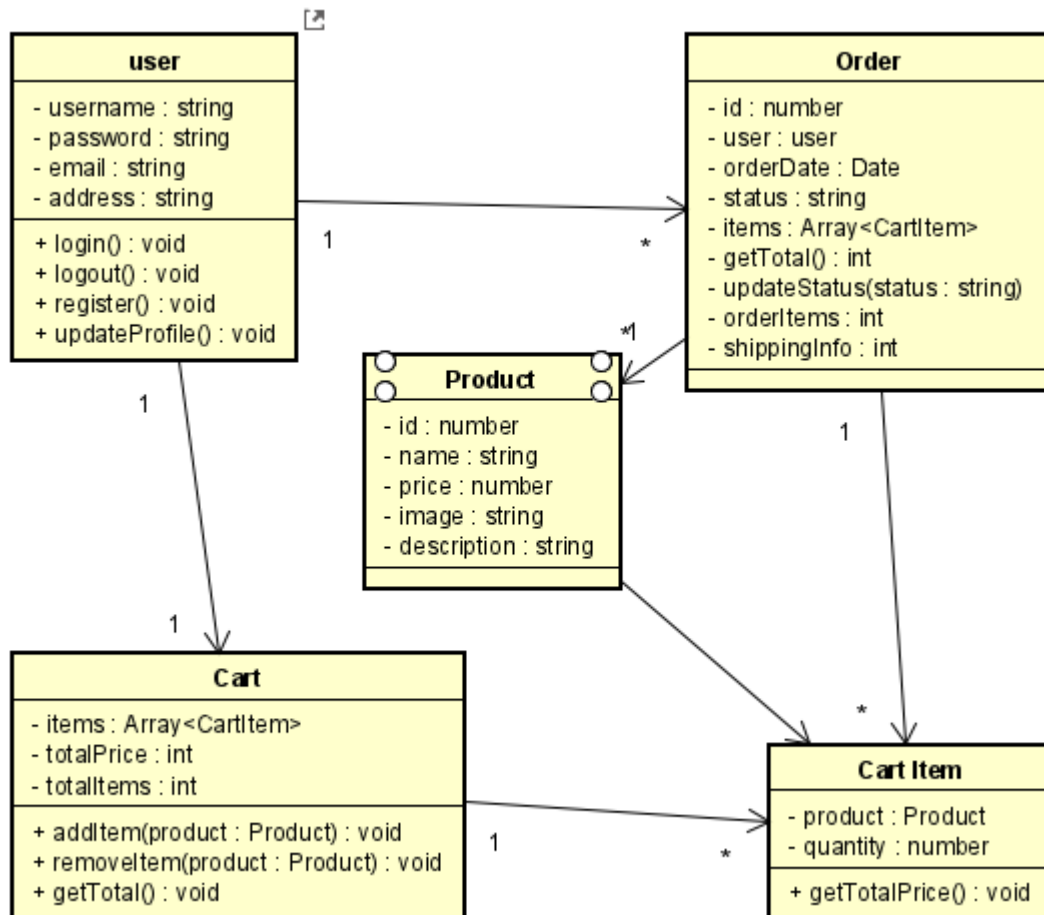 user
- username : string
- password : string
- email : string
- address : string
+ login() : void
+ logout() : void
+ register() : void
+ updateProfile() : void
Order
- id : number
- user : user
- orderDate : Date
- status : string
- items : Array<CartItem>
- getTotal() : int
- updateStatus(status : string)
- orderItems : int
- shippingInfo : int
1
*
*1
Product
- id : number
- name : string
- price : number
- image : string
- description : string
1
1
1
*
Cart
- items : Array<CartItem>
- totalPrice : int
- totalItems : int
+ addItem(product : Product) : void
+ removeItem(product : Product) : void
+ getTotal() : void
1
*
Cart Item
- product : Product
- quantity : number
+ getTotalPrice() : void